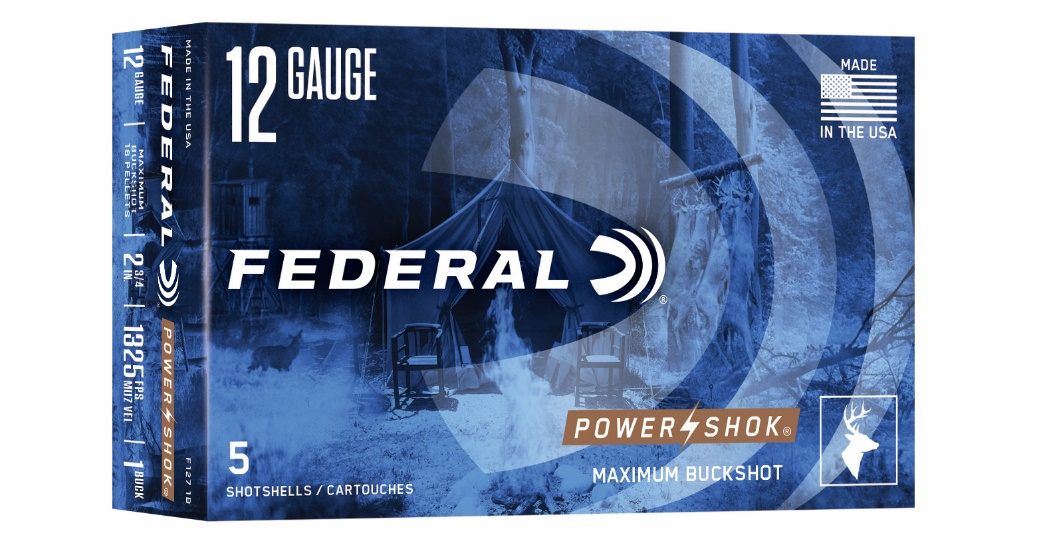 12 GAUGE
MADE
IN THE USA
FEDERAL®
POWER SHOK®
MAXIMUM BUCKSHOT
5
SHOTSHELLS / CARTOUCHES
MADE IN THE USA
FEDERAL
POWER SHOK®
F127 1B
12 GAUGE
MAXIMUM
BUCKSHOT
16 PELLETS
2 3/4 IN.
1325 FPS MUZ VEL
1 BUCK